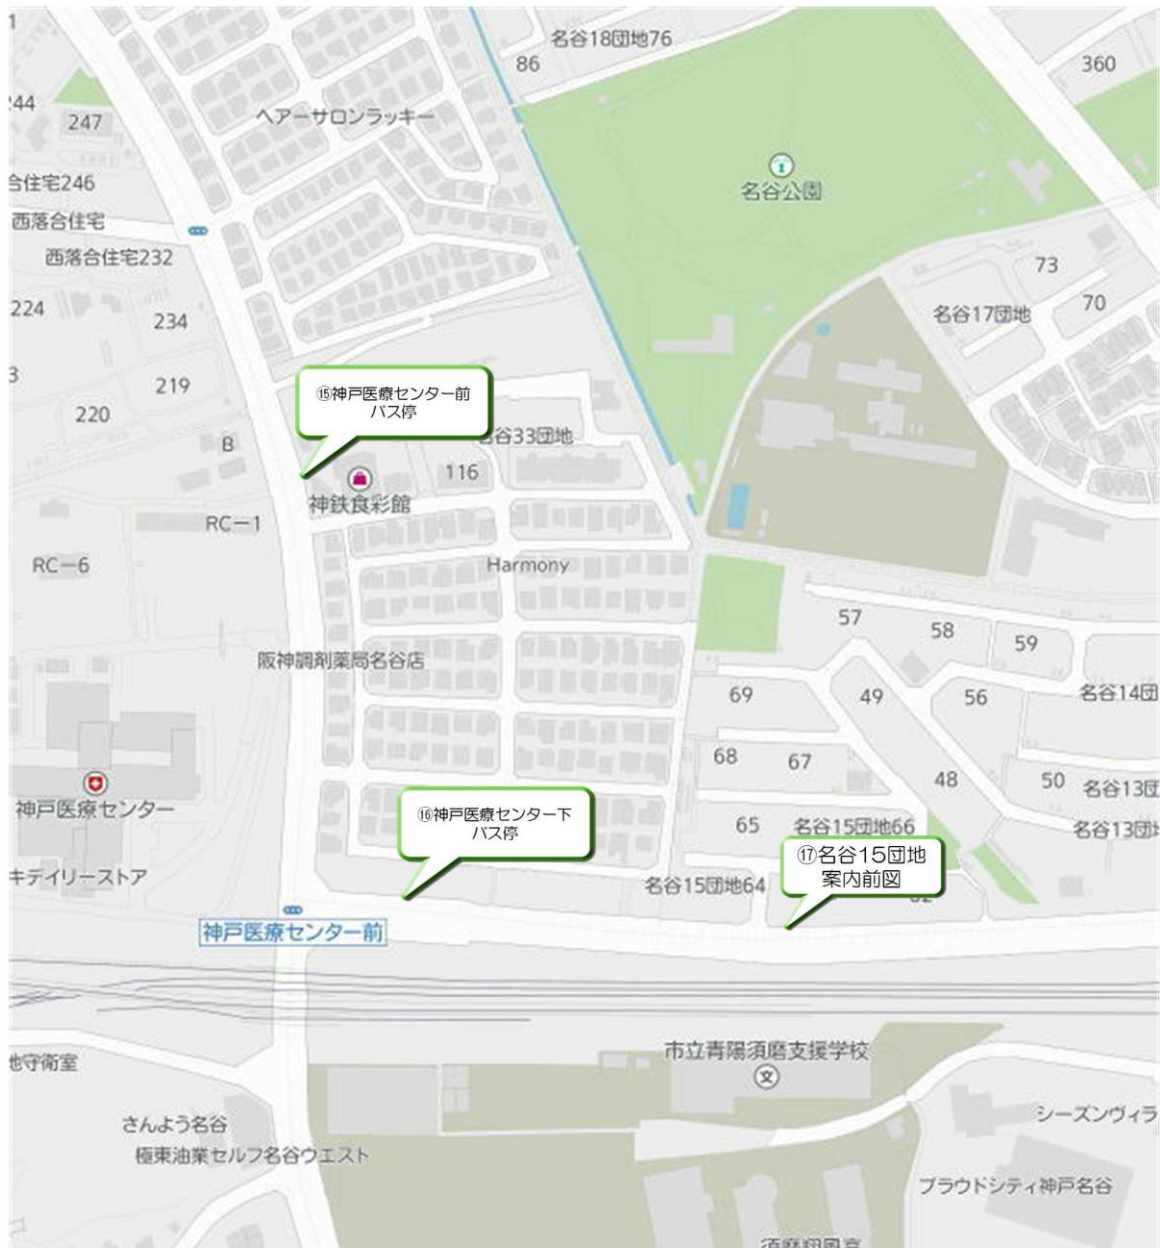 名谷18団地76
86
360
244
247
ヘアーサロンラッキー
合住宅246
名谷公園
西落合住宅
西落合住宅232
73
224
70
名谷17団地
234
3
219
220
⑮神戸医療センター前
バス停
B
名谷33団地
116
神鉄食彩館
RC－1
RC－6
Harmony
57
58
59
阪神調剤薬局名谷店
69
49
56
名谷14団
68
67
48
50
名谷13団
神戸医療センター
⑯神戸医療センター下
バス停
65
名谷15団地66
名谷13団地
キデイリーストア
名谷15団地64
⑰名谷15団地
案内前図
神戸医療センター前
市立青陽須磨支援学校
文
地守衛室
さんよう名谷
極東油業セルフ名谷ウエスト
シーズンヴィラ
プラウドシティ神戸名谷